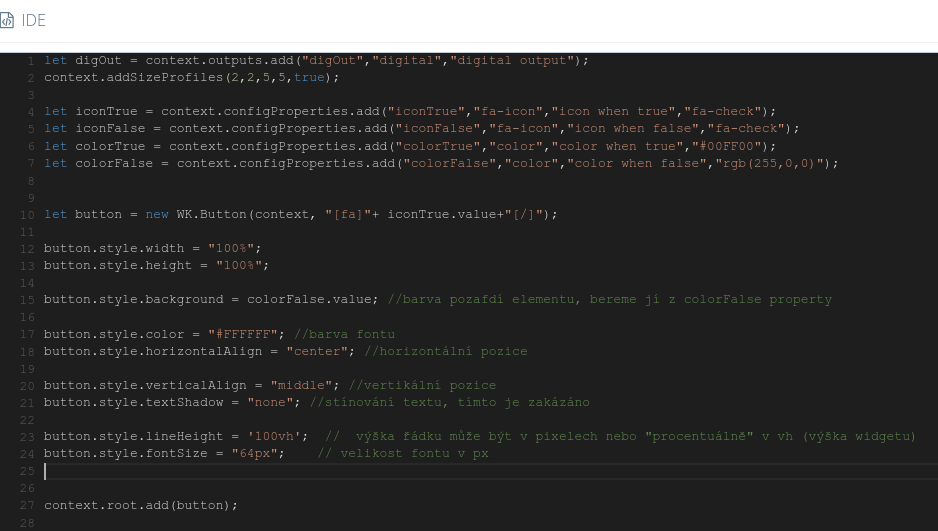 IDE
1 let digOut = context.outputs.add("digOut","digital","digital output");
2 context.addSizeProfiles(2,2,5,5,true);
3
4 let iconTrue = context.configProperties.add("iconTrue","fa-icon","icon when true","fa-check");
5 let iconFalse = context.configProperties.add("iconFalse","fa-icon","icon when false","fa-check");
6 let colorTrue = context.configProperties.add("colorTrue","color","color when true","#00FF00");
7 let colorFalse = context.configProperties.add("colorFalse","color","color when false","rgb(255,0,0)");
8
9
10 let button = new WK.Button(context, "[fa]"+ iconTrue.value+"[/]");
11
12 button.style.width = "100%";
13 button.style.height = "100%";
14
15 button.style.background = colorFalse.value; //barva pozafdí elementu, bereme jí z colorFalse property
16
17 button.style.color = "#FFFFFF"; //barva fontu
18 button.style.horizontalAlign = "center"; //horizontální pozice
19
20 button.style.verticalAlign = "middle"; //vertikální pozice
21 button.style.textShadow = "none"; //stínování textu, tímto je zakázáno
22
23 button.style.lineHeight = '100vh';  //  výška řádku může být v pixelech nebo "procentuálně" v vh (výška widgetu)
24 button.style.fontSize = "64px";    // velikost fontu v px
25
26
27 context.root.add(button);
28